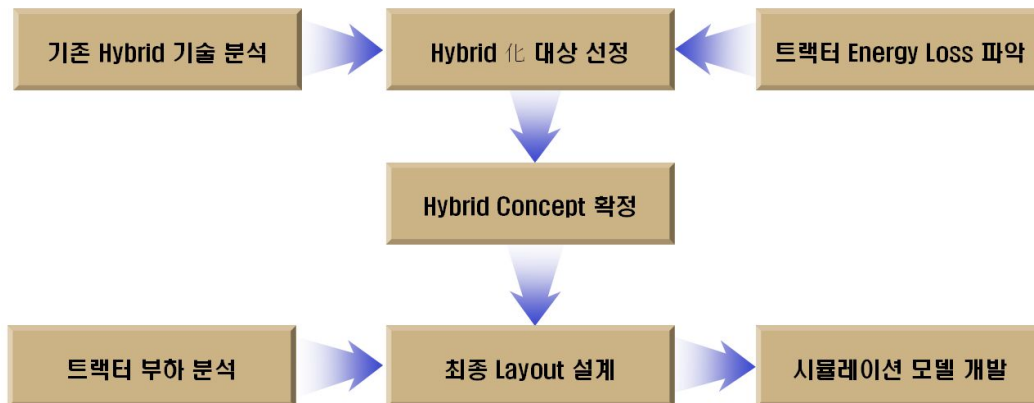 기존 Hybrid 기술 분석
Hybrid 化 대상 선정
트랙터 Energy Loss 파악
Hybrid Concept 확정
트랙터 부하 분석
최종 Layout 설계
시뮬레이션 모델 개발